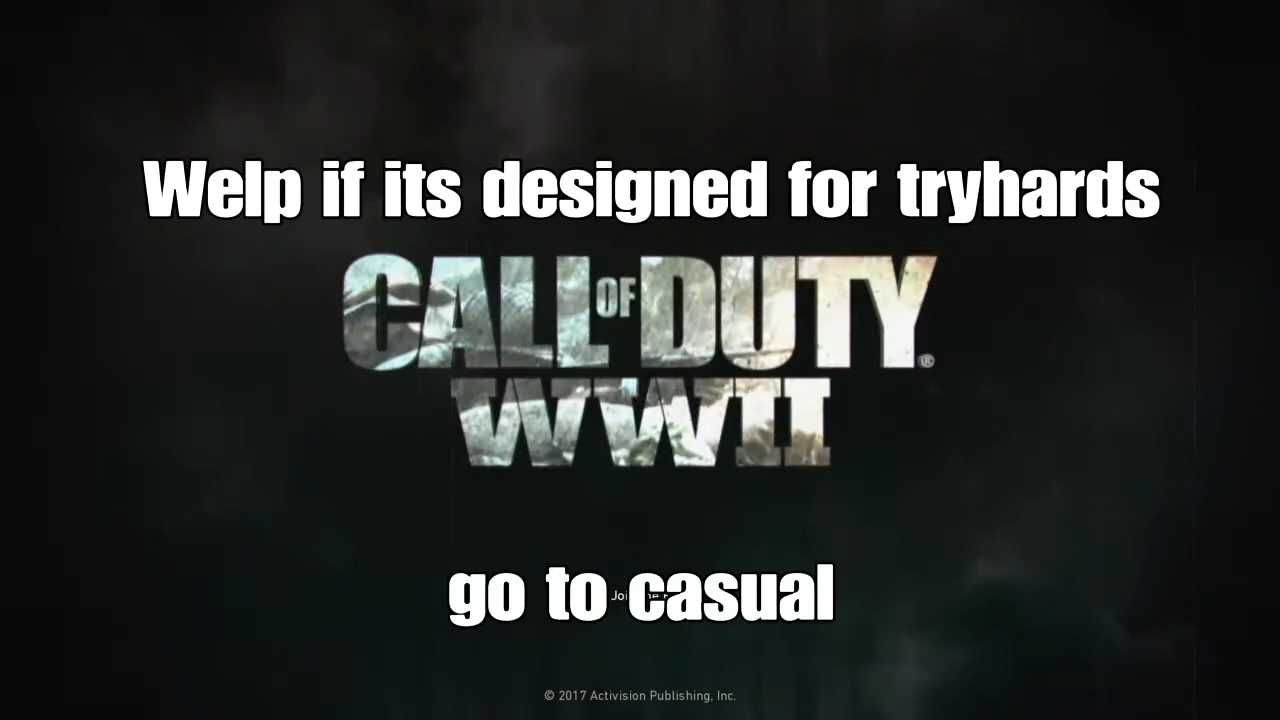 Welp if its designed for tryhards
CALL OF DUTY®
WWII
go to casual
© 2017 Activision Publishing, Inc.